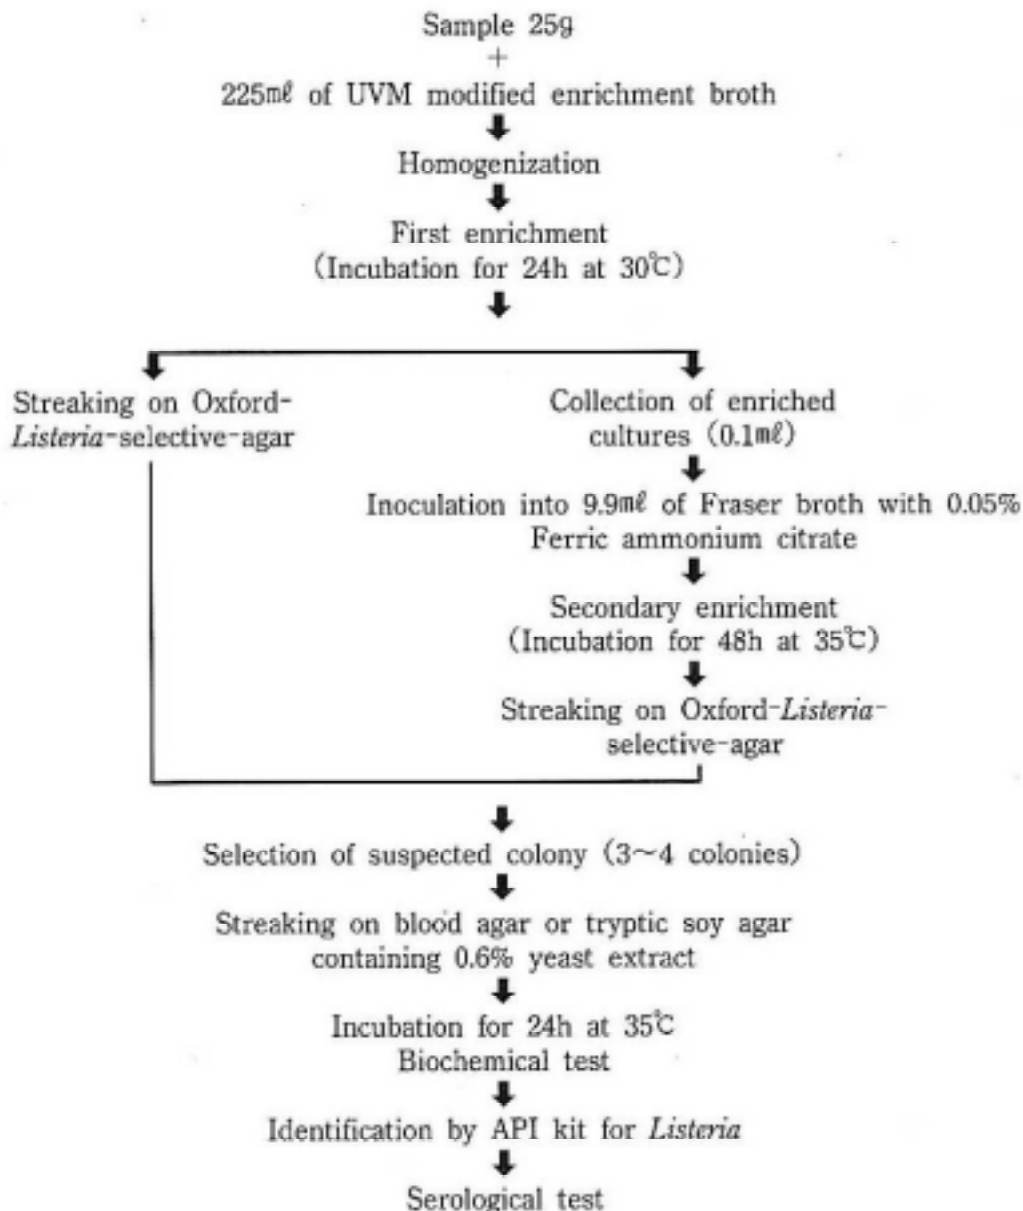 Sample 25g
+
225㎖ of UVM modified enrichment broth
Homogenization
First enrichment
(Incubation for 24h at 30℃)
Streaking on Oxford-
Listeria-selective-agar
Collection of enriched
cultures (0.1㎖)
Inoculation into 9.9㎖ of Fraser broth with 0.05%
Ferric ammonium citrate
Secondary enrichment
(Incubation for 48h at 35℃)
Streaking on Oxford-Listeria-
selective-agar
Selection of suspected colony (3~4 colonies)
Streaking on blood agar or tryptic soy agar
containing 0.6% yeast extract
Incubation for 24h at 35℃
Biochemical test
Identification by API kit for Listeria
Serological test